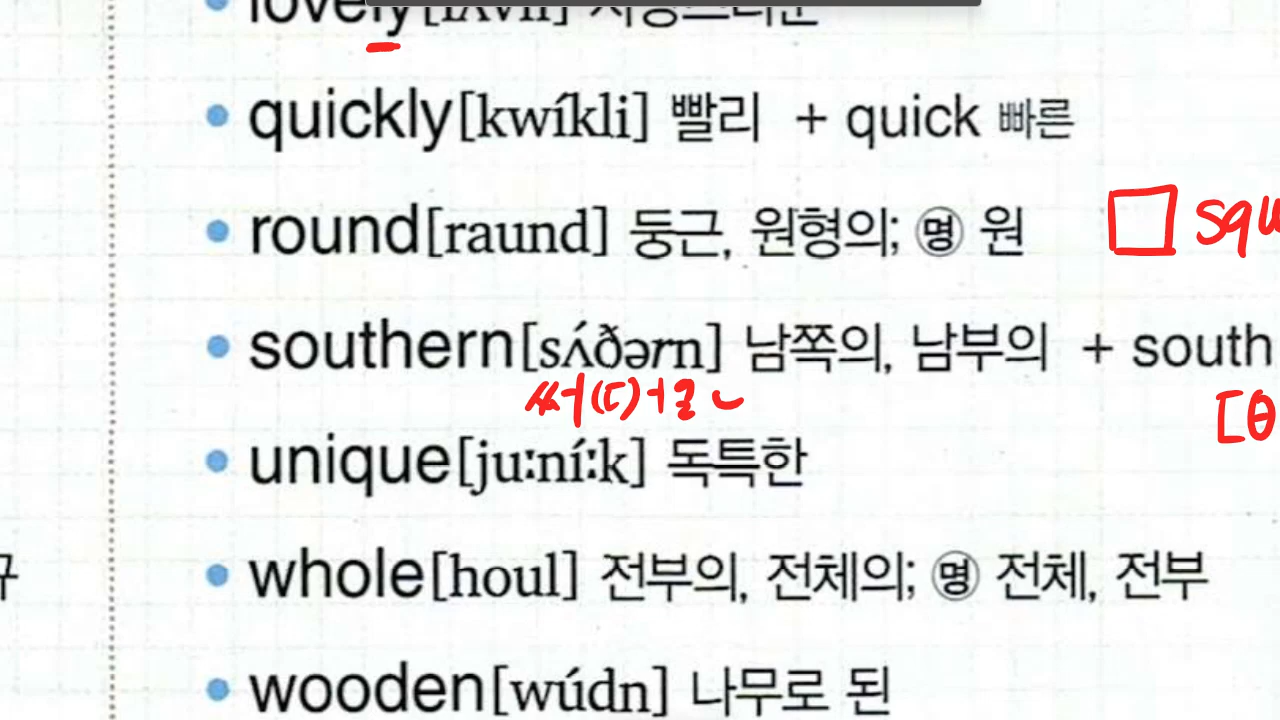 lovely
quickly[kwíkli] 빨리 + quick 빠른
round[raund] 둥근, 원형의; 명 원
squ
southern[sʌ́ðərn] 남쪽의, 남부의 + south
[θ
unique[juːníːk] 독특한
whole[houl] 전부의, 전체의; 명 전체, 전부
wooden[wúdn] 나무로 된